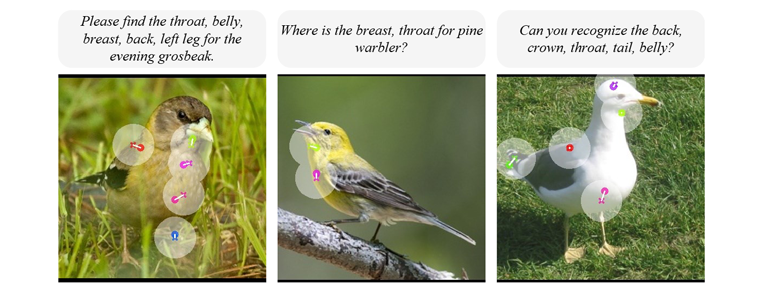 Please find the throat, belly,
breast, back, left leg for the
evening grosbeak.
Where is the breast, throat for pine
warbler?
Can you recognize the back,
crown, throat, tail, belly?